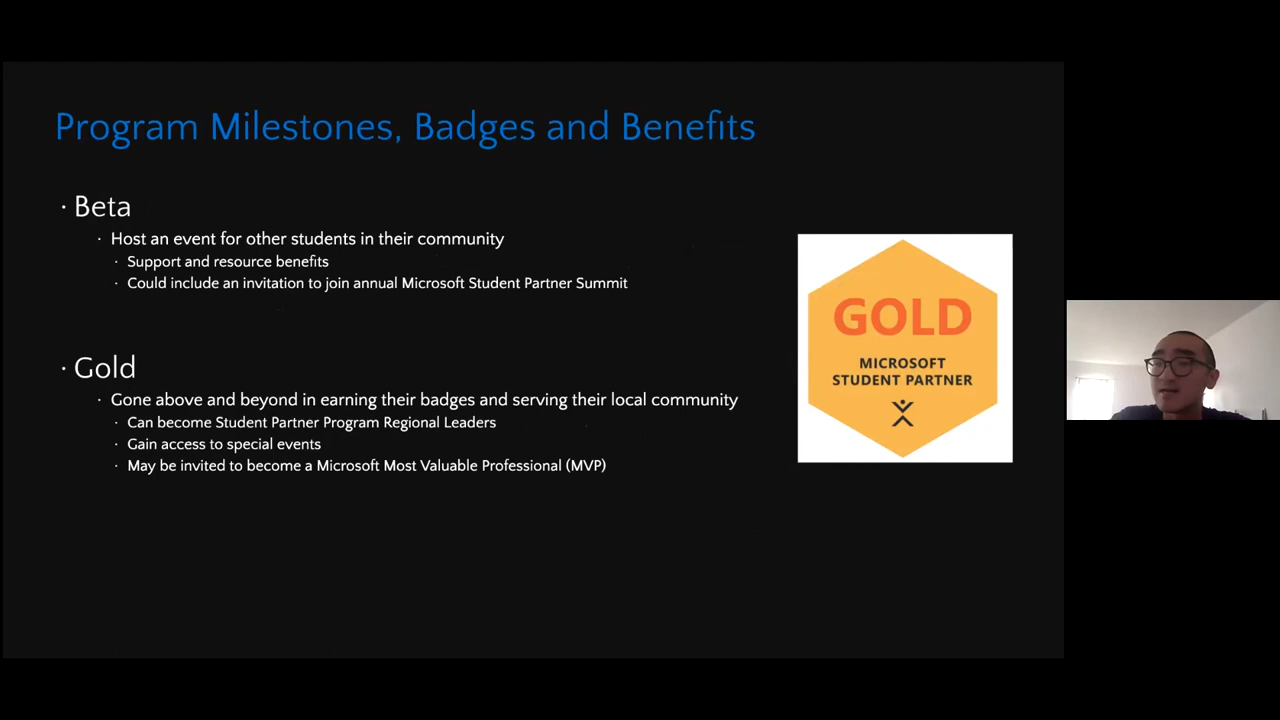 Program Milestones, Badges and Benefits
· Beta
· Host an event for other students in their community
· Support and resource benefits
· Could include an invitation to join annual Microsoft Student Partner Summit
· Gold
· Gone above and beyond in earning their badges and serving their local community
· Can become Student Partner Program Regional Leaders
· Gain access to special events
· May be invited to become a Microsoft Most Valuable Professional (MVP)
GOLD
MICROSOFT
STUDENT PARTNER